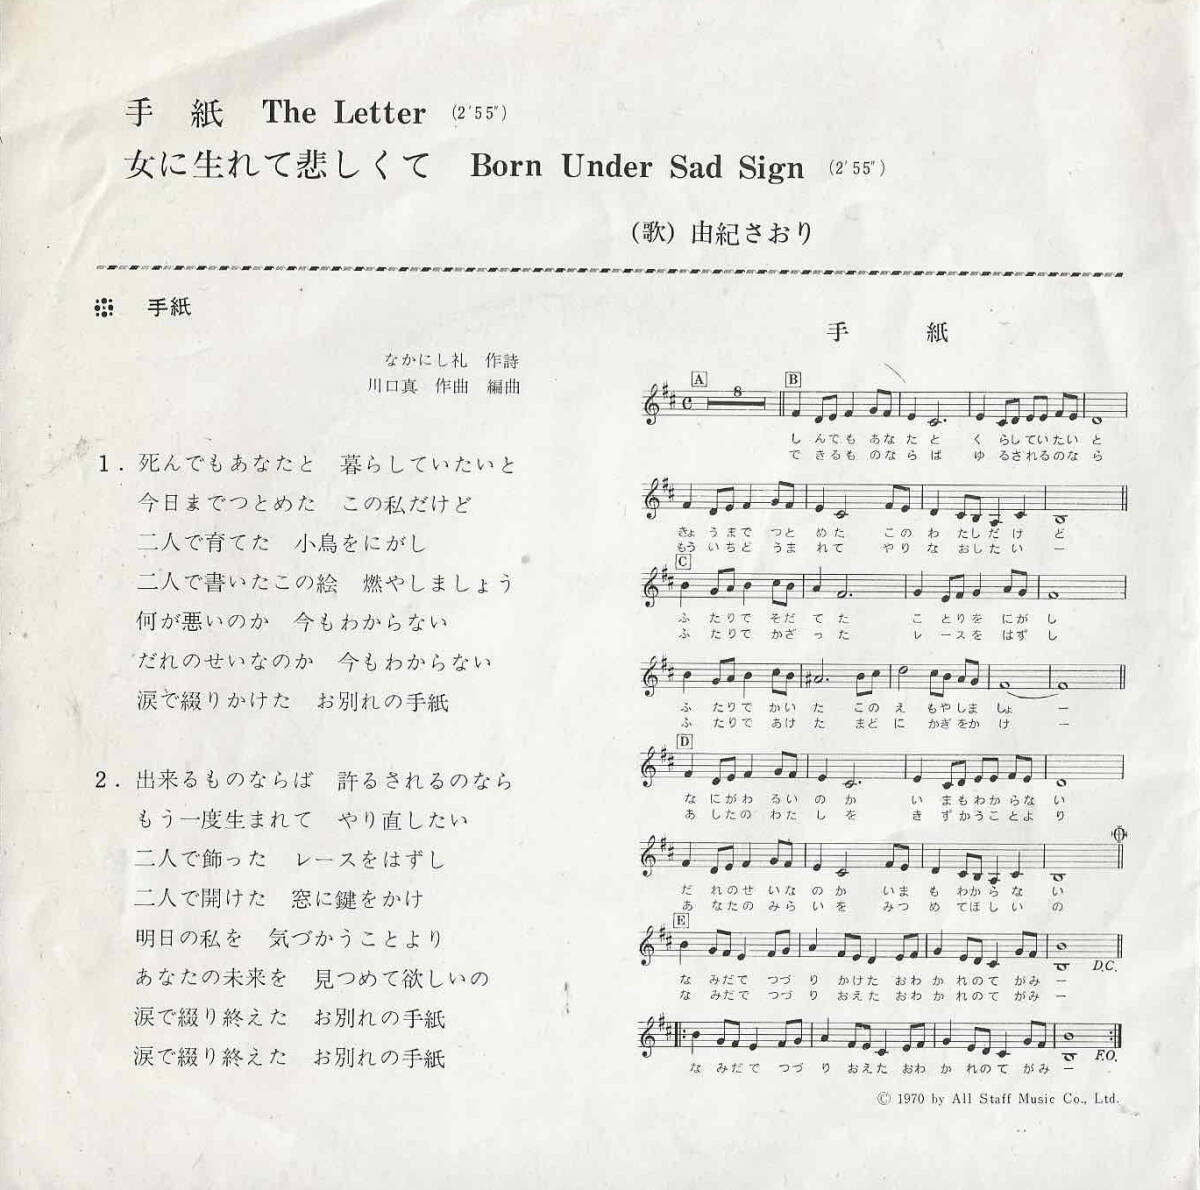 手 紙 The Letter (2'55")
女に生れて悲しくて Born Under Sad Sign (2'55")
(歌) 由紀さおり
手紙
なかにし礼 作詩
川口真 作曲 編曲
1. 死んでもあなたと 暮らしていたいと
今日までつとめた この私だけど
二人で育てた 小鳥をにがし
二人で書いたこの絵 燃やしましょう
何が悪いのか 今もわからない
だれのせいなのか 今もわからない
涙で綴りかけた お別れの手紙
2. 出来るものならば 許るされるのなら
もう一度生まれて やり直したい
二人で飾った レースをはずし
二人で開けた 窓に鍵をかけ
明日の私を 気づかうことより
あなたの未来を 見つめて欲しいの
涙で綴り終えた お別れの手紙
涙で綴り終えた お別れの手紙
手 紙
A 8 B
しんでも あなた と く らしていたいと
できるも のなら ば ゆ るされるのなら
きょ うまで つと めた この わ たしだ け ど
もう いちど うま れて やり な おしたい ー
C
ふ たりで そだ て た こ とりを にが し
ふ たりで かざ っ た レ ースを はず し
ふ たりで かい た この え もやしま しょ ー
ふ たりで あけ た まど に かぎをか け ー
D
な にがわ るい の か い まもわ からな い
あ したの わた し を き ずかう ことよ り
だ れのせ いな の か いま も わから な い
あ なたの みら い を みつ め てほし い の
E
な みだで つづ り かけた おわか れのて がみ ー
な みだで つづ り おえた おわか れのて がみ ー
D.C.
な みだで つづ り おえた おわ か れのて がみ ー
F.O.
© 1970 by All Staff Music Co., Ltd.